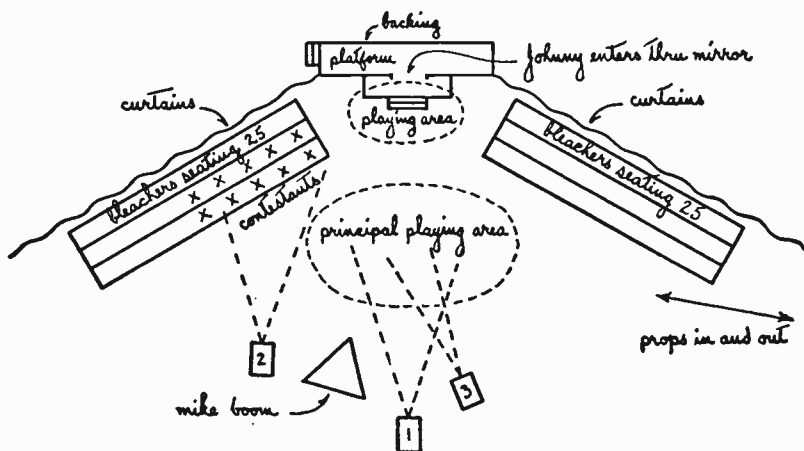 backing
platform
Johnny enters thru mirror
curtains
playing area
curtains
bleachers seating 25
x x x x x
x x x x x
contestants
bleachers seating 25
principal playing area
props in and out
2
mike boom
3
1